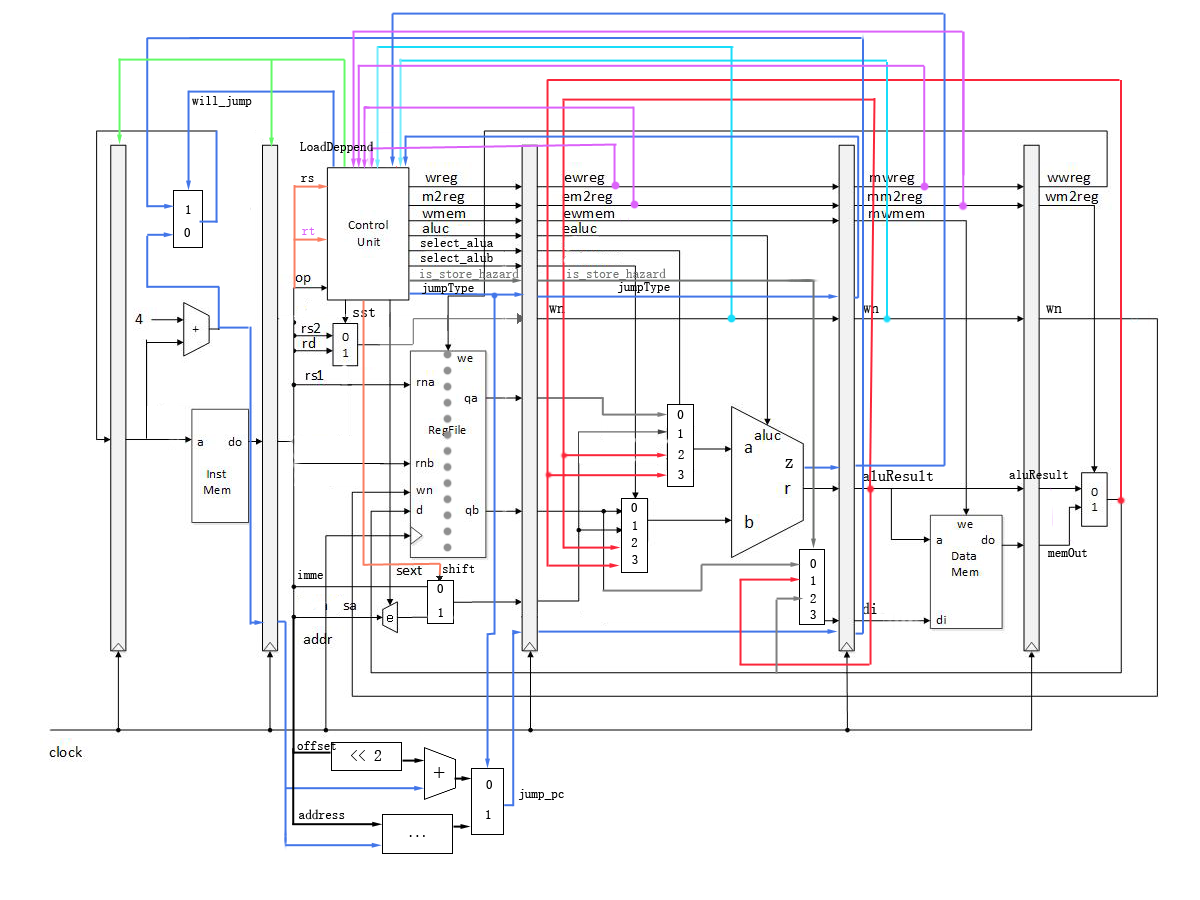 will_jump
LoadDeppend
rs
wreg
ewreg
mwreg
wwreg
m2reg
em2reg
mm2reg
wm2reg
1
wmem
ewmem
mwmem
rt
Control
Unit
aluc
ealuc
0
select_alua
select_alub
op
is_store_hazard
is_store_hazard
jumpType
jumpType
sst
wn
wn
wn
4
+
rs2
0
rd
1
we
rs1
rna
qa
0
RegFile
1
aluc
a
do
a
2
z
rnb
3
Inst
Mem
aluResult
aluResult
wn
r
0
d
qb
0
1
1
b
we
2
a
do
memOut
3
Data
Mem
0
sext
shift
imme
0
1
sa
2
1
e
3
di
di
addr
offset
<< 2
clock
+
0
jump_pc
address
1
...